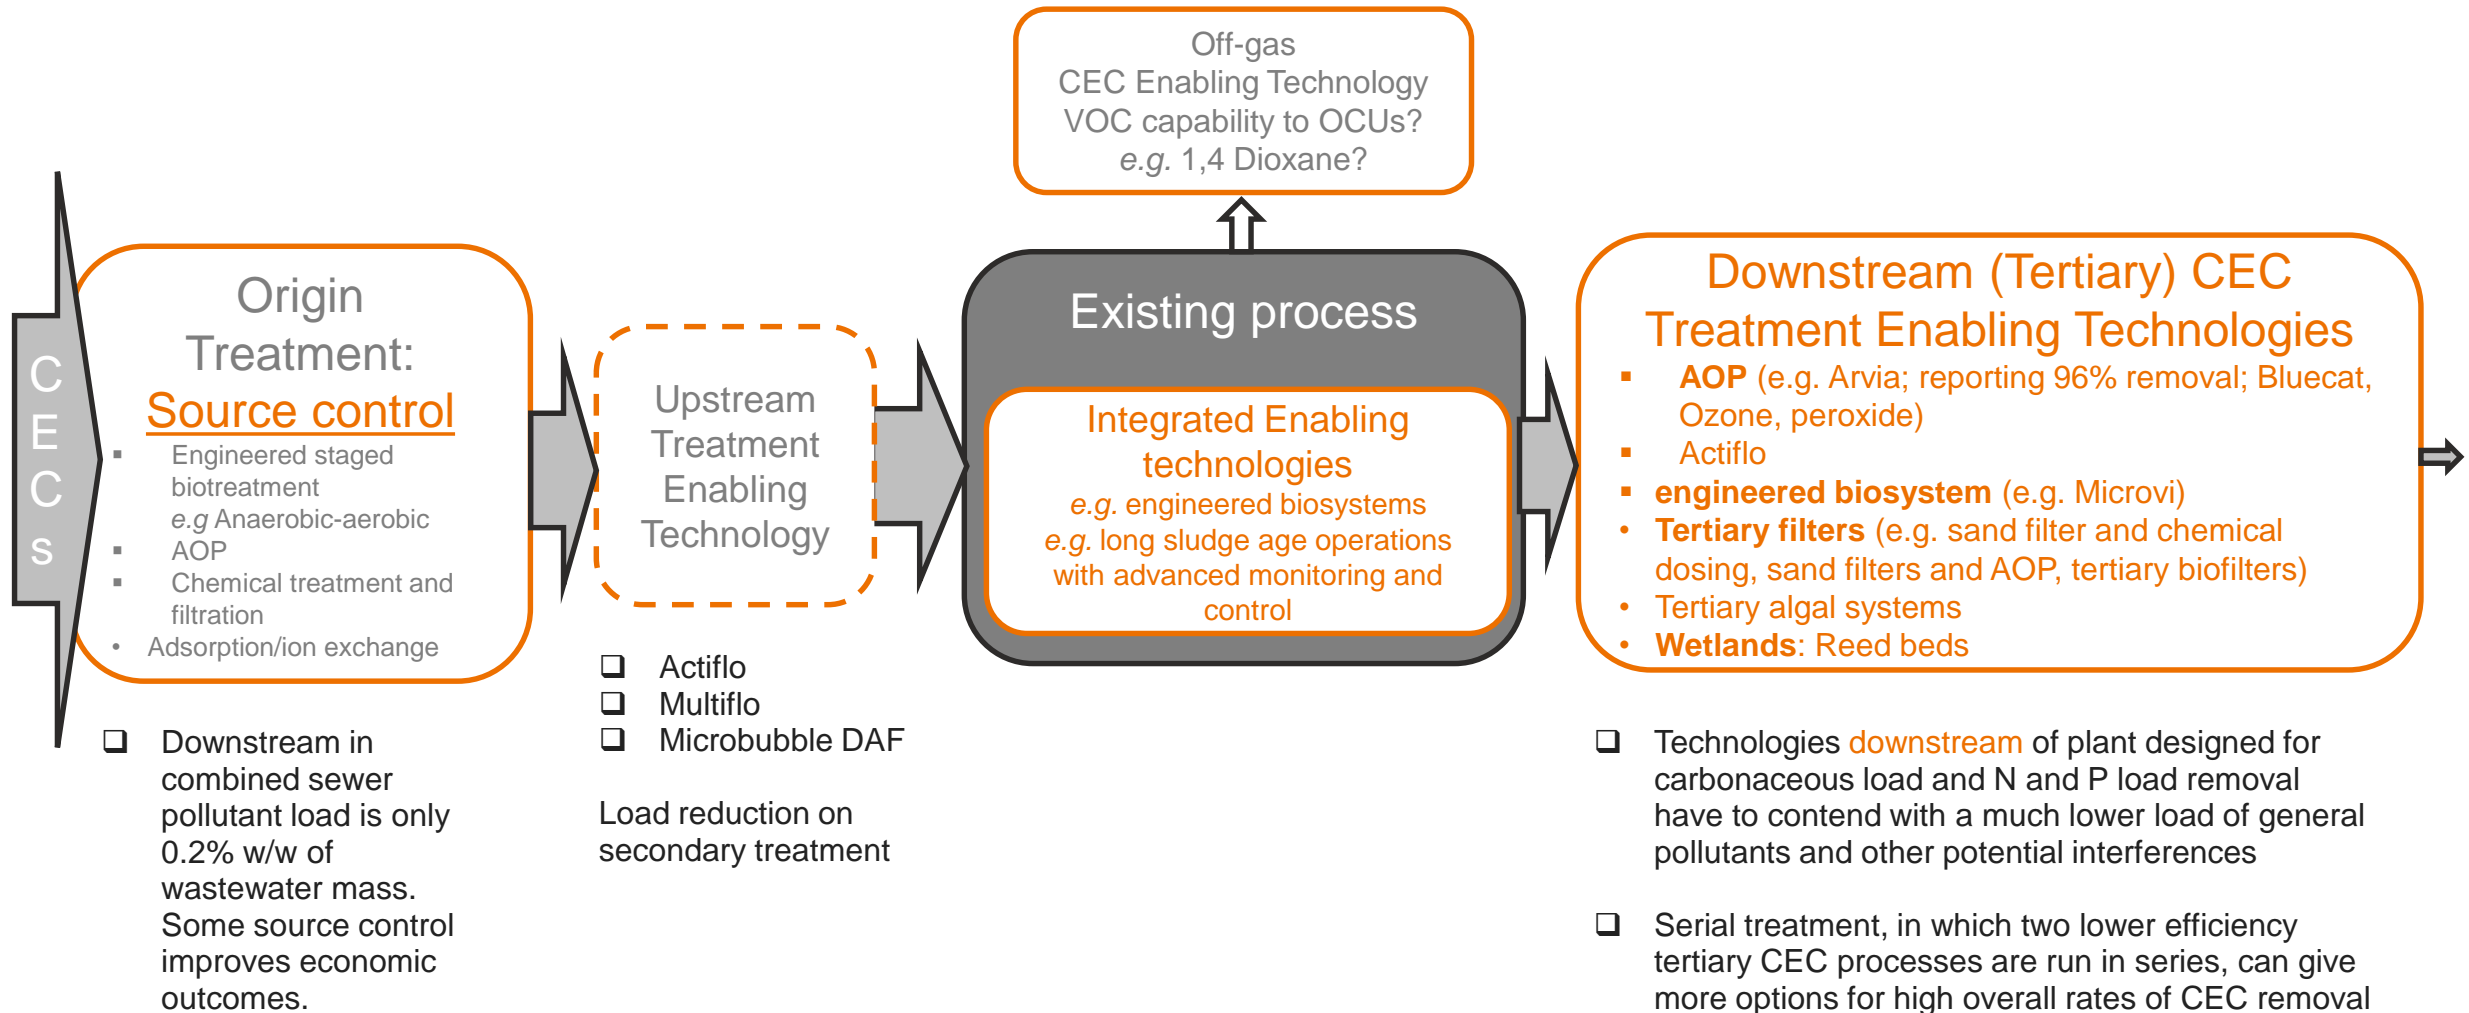 Off-gas
CEC Enabling Technology
VOC capability to OCUs?
e.g. 1,4 Dioxane?
C
E
C
s
Origin
Treatment:
Source control
▪ Engineered staged
biotreatment
e.g Anaerobic-aerobic
▪ AOP
▪ Chemical treatment and
filtration
• Adsorption/ion exchange
❑ Downstream in
combined sewer
pollutant load is only
0.2% w/w of
wastewater mass.
Some source control
improves economic
outcomes.
Upstream
Treatment
Enabling
Technology
❑ Actiflo
❑ Multiflo
❑ Microbubble DAF
Load reduction on
secondary treatment
Existing process
Integrated Enabling
technologies
e.g. engineered biosystems
e.g. long sludge age operations
with advanced monitoring and
control
Downstream (Tertiary) CEC
Treatment Enabling Technologies
▪ AOP (e.g. Arvia; reporting 96% removal; Bluecat,
Ozone, peroxide)
▪ Actiflo
▪ engineered biosystem (e.g. Microvi)
• Tertiary filters (e.g. sand filter and chemical
dosing, sand filters and AOP, tertiary biofilters)
• Tertiary algal systems
• Wetlands: Reed beds
❑ Technologies downstream of plant designed for
carbonaceous load and N and P load removal
have to contend with a much lower load of general
pollutants and other potential interferences
❑ Serial treatment, in which two lower efficiency
tertiary CEC processes are run in series, can give
more options for high overall rates of CEC removal